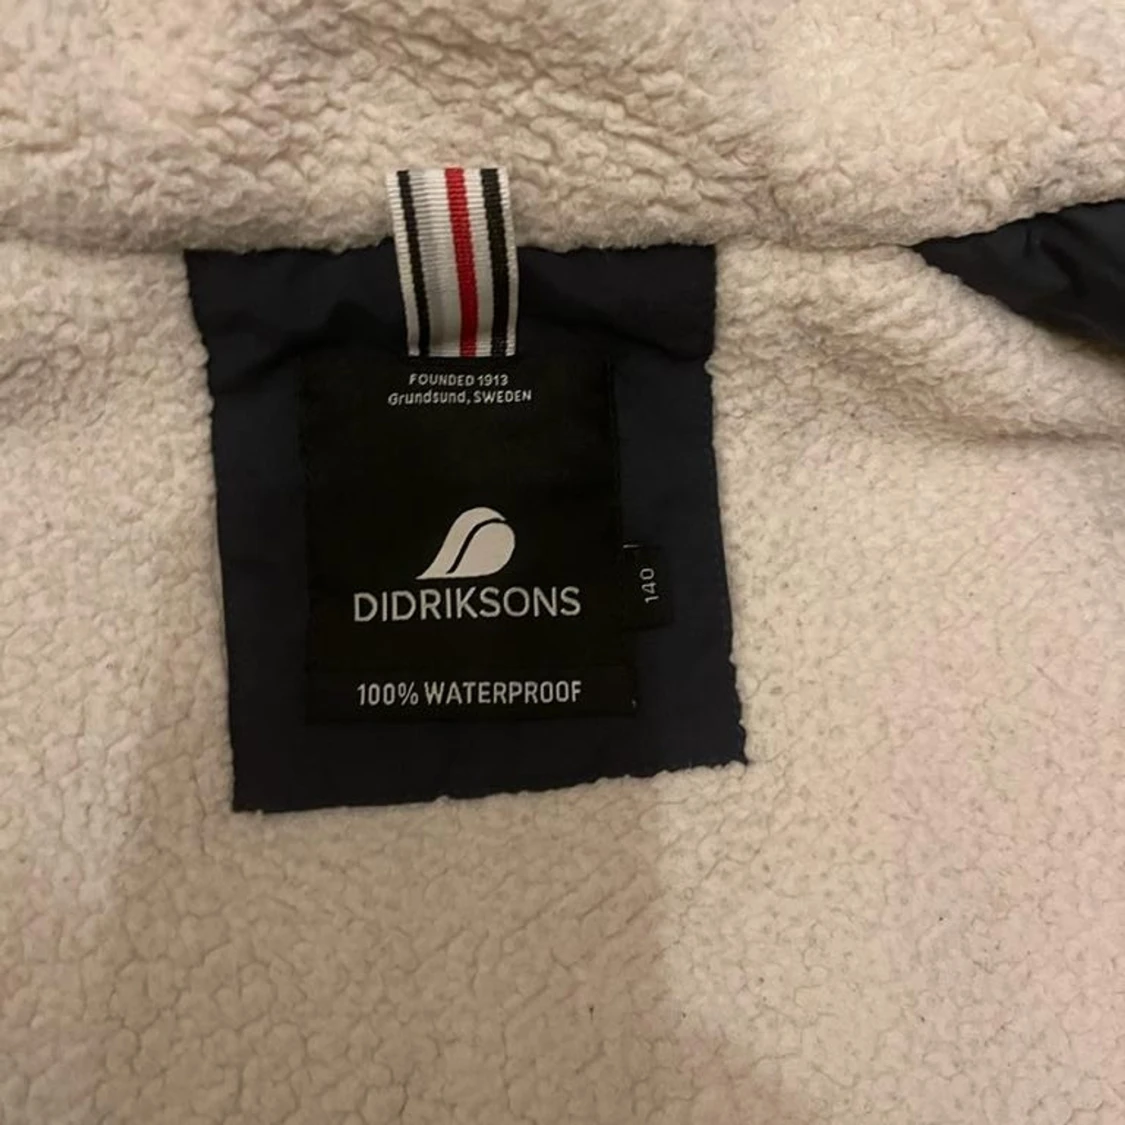 FOUNDED 1913
Grundsund, SWEDEN
DIDRIKSONS
140
100% WATERPROOF